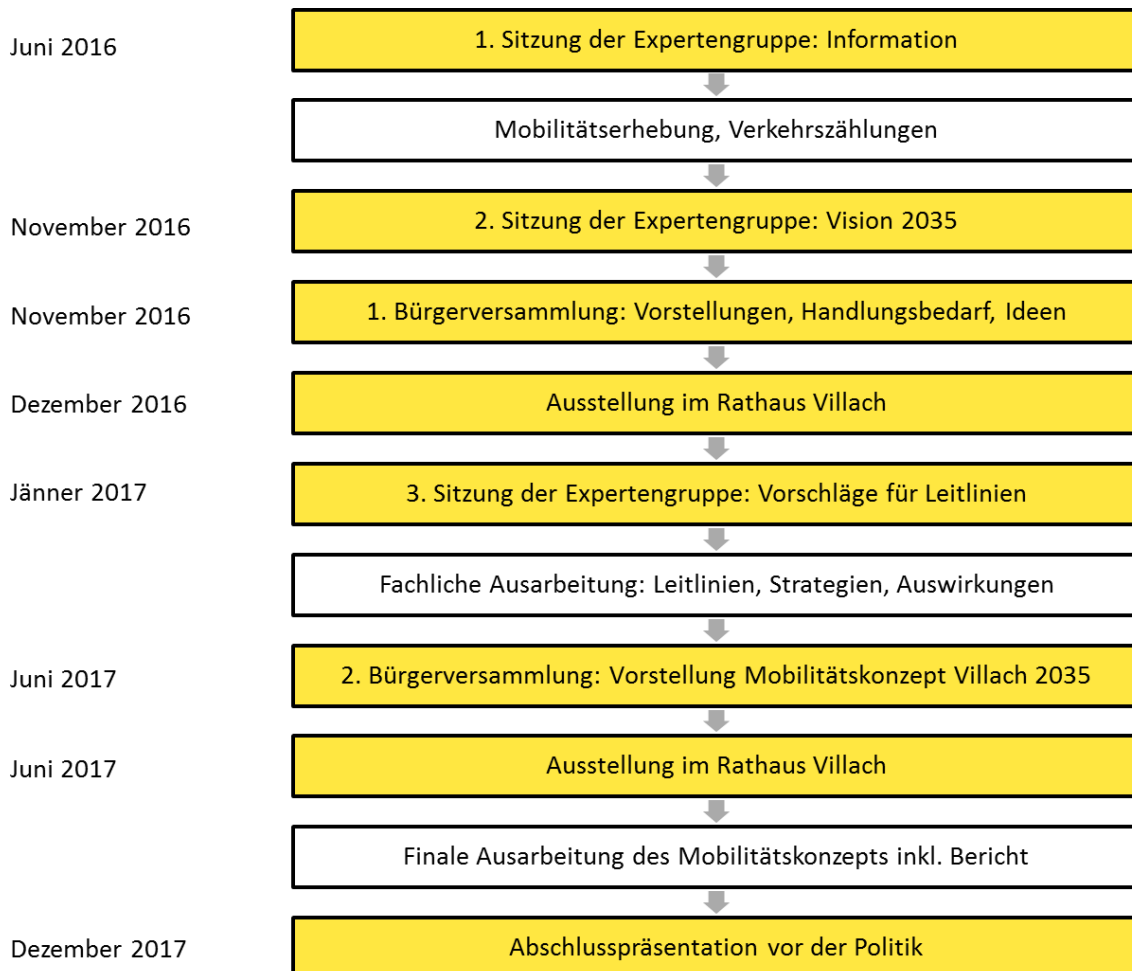 Juni 2016
1. Sitzung der Expertengruppe: Information
Mobilitätserhebung, Verkehrszählungen
November 2016
2. Sitzung der Expertengruppe: Vision 2035
November 2016
1. Bürgerversammlung: Vorstellungen, Handlungsbedarf, Ideen
Dezember 2016
Ausstellung im Rathaus Villach
Jänner 2017
3. Sitzung der Expertengruppe: Vorschläge für Leitlinien
Fachliche Ausarbeitung: Leitlinien, Strategien, Auswirkungen
Juni 2017
2. Bürgerversammlung: Vorstellung Mobilitätskonzept Villach 2035
Juni 2017
Ausstellung im Rathaus Villach
Finale Ausarbeitung des Mobilitätskonzepts inkl. Bericht
Dezember 2017
Abschlusspräsentation vor der Politik